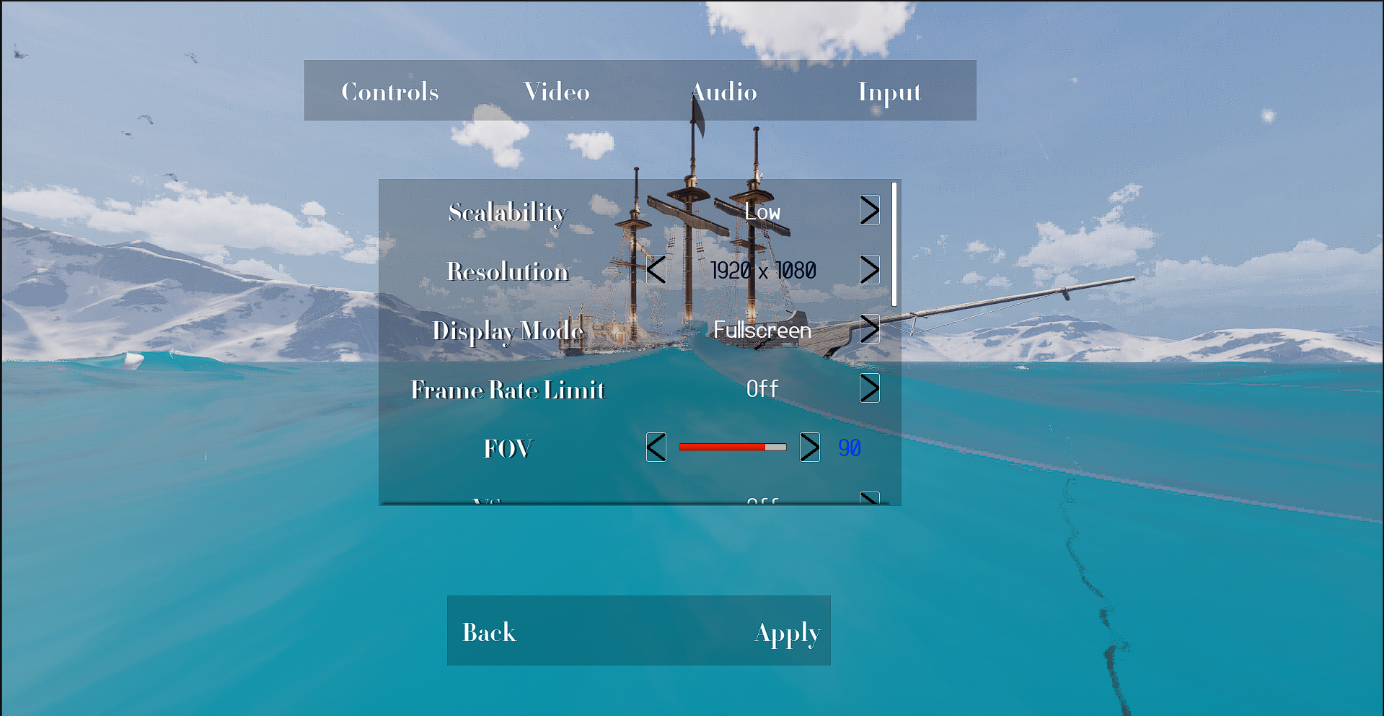 Controls Video Audio Input
Scalability Low
Resolution 1920 x 1080
Display Mode Fullscreen
Frame Rate Limit Off
FOV 90
Off
Back Apply